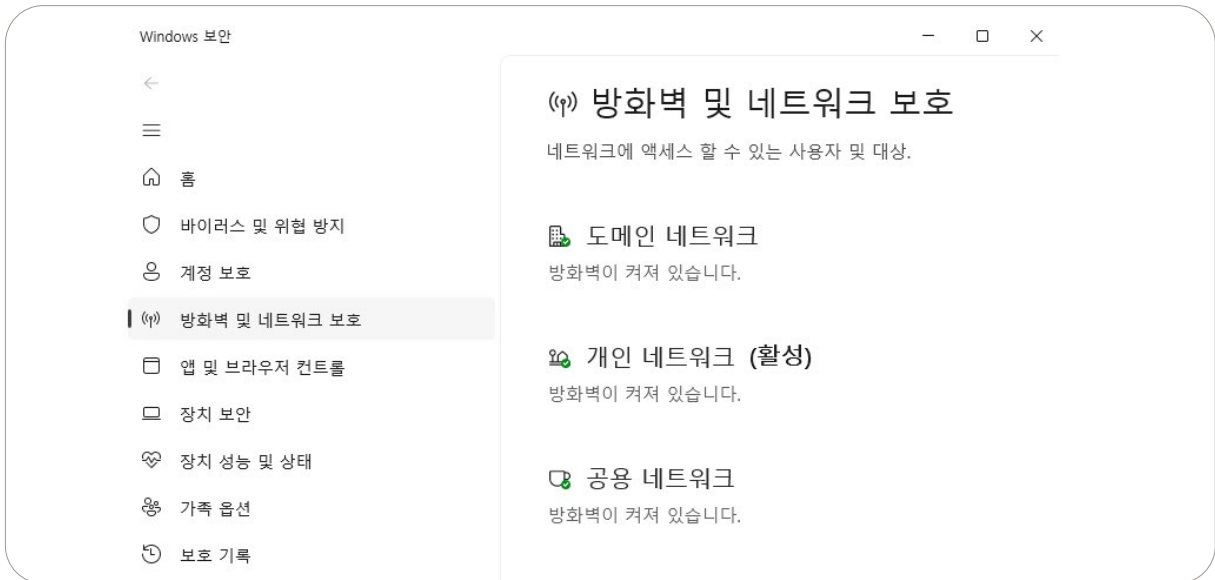 Windows 보안
홈
바이러스 및 위협 방지
계정 보호
방화벽 및 네트워크 보호
앱 및 브라우저 컨트롤
장치 보안
장치 성능 및 상태
가족 옵션
보호 기록
방화벽 및 네트워크 보호
네트워크에 액세스 할 수 있는 사용자 및 대상.
도메인 네트워크
방화벽이 켜져 있습니다.
개인 네트워크 (활성)
방화벽이 켜져 있습니다.
공용 네트워크
방화벽이 켜져 있습니다.